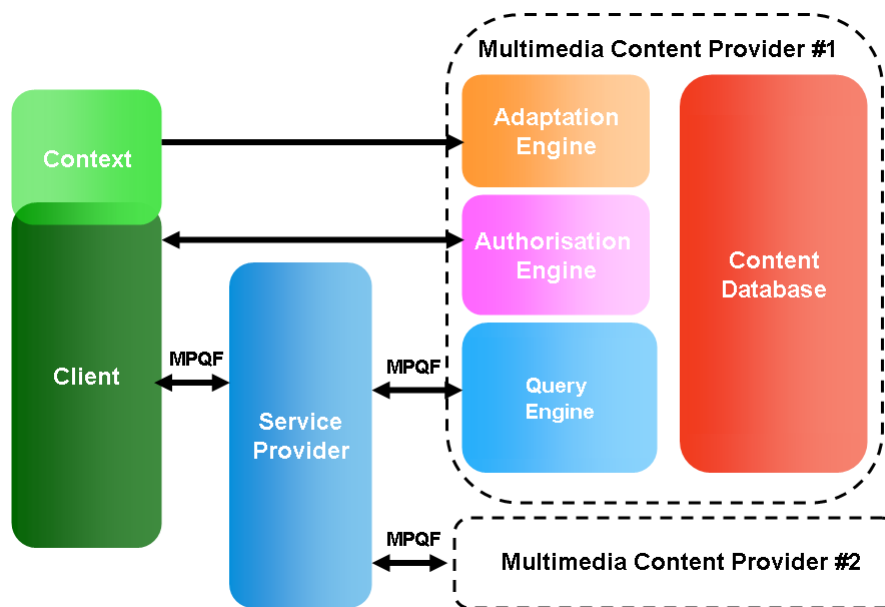 Multimedia Content Provider #1
Context
Adaptation
Engine
Authorisation
Engine
Content
Database
Client
MPQF
Service
Provider
MPQF
Query
Engine
MPQF
Multimedia Content Provider #2